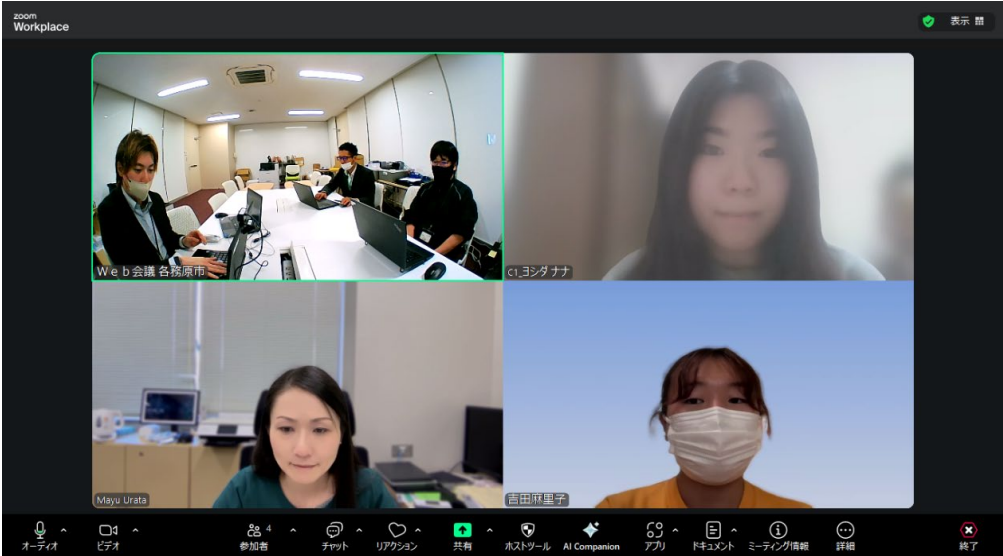 zoom
Workplace
表示
Ｗｅｂ会議 各務原市
C1_ヨシダ ナナ
Mayu Urata
吉田麻里子
オーディオ
ビデオ
参加者
4
チャット
リアクション
共有
ホストツール
AI Companion
アプリ
ドキュメント
ミーティング情報
詳細
終了